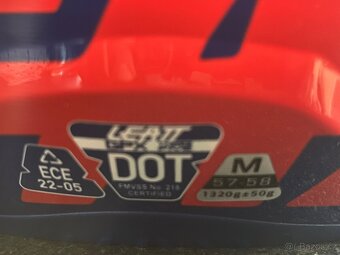 ECE
22-05
LEATT
DOT
FMVSS No 218
CERTIFIED
M
57-58
1320g±50g